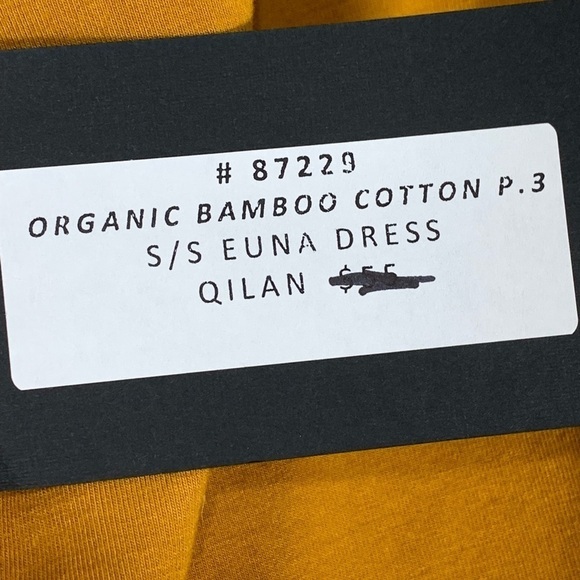 # 87229
ORGANIC BAMBOO COTTON P.3
S/S EUNA DRESS
QILAN